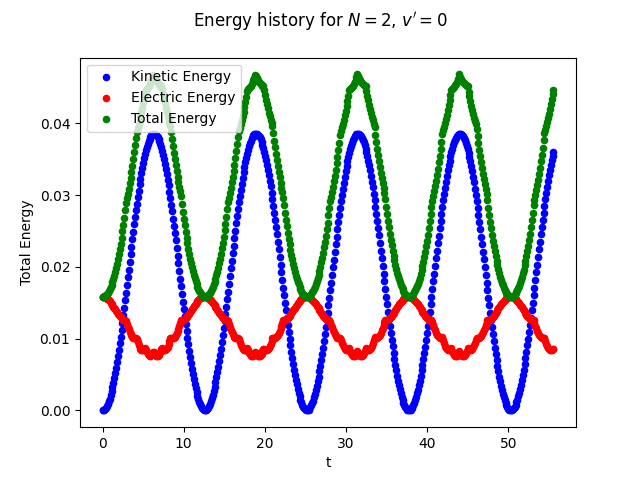 Energy history for N = 2, v′ = 0
Kinetic Energy
Electric Energy
Total Energy
Total Energy
0.04
0.03
0.02
0.01
0.00
0 10 20 30 40 50
t